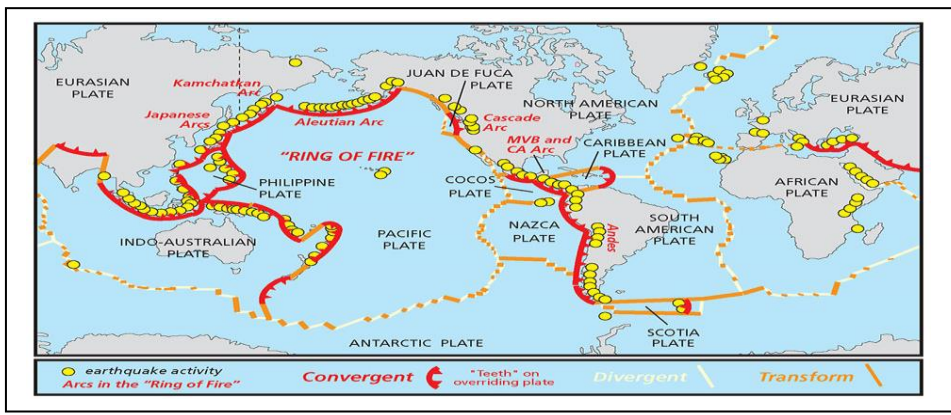 EURASIAN
PLATE
Kamchatkan
Arc
Japanese
Arcs
Aleutian Arc
JUAN DE FUCA
PLATE
NORTH AMERICAN
PLATE
Cascade
Arc
MVB and
CA Arc
CARIBBEAN
PLATE
EURASIAN
PLATE
"RING OF FIRE"
PHILIPPINE
PLATE
COCOS
PLATE
AFRICAN
PLATE
INDO-AUSTRALIAN
PLATE
PACIFIC
PLATE
NAZCA
PLATE
Andes
SOUTH
AMERICAN
PLATE
SCOTIA
PLATE
ANTARCTIC PLATE
earthquake activity
Arcs in the "Ring of Fire"
Convergent
"Teeth" on
overriding plate
Divergent
Transform